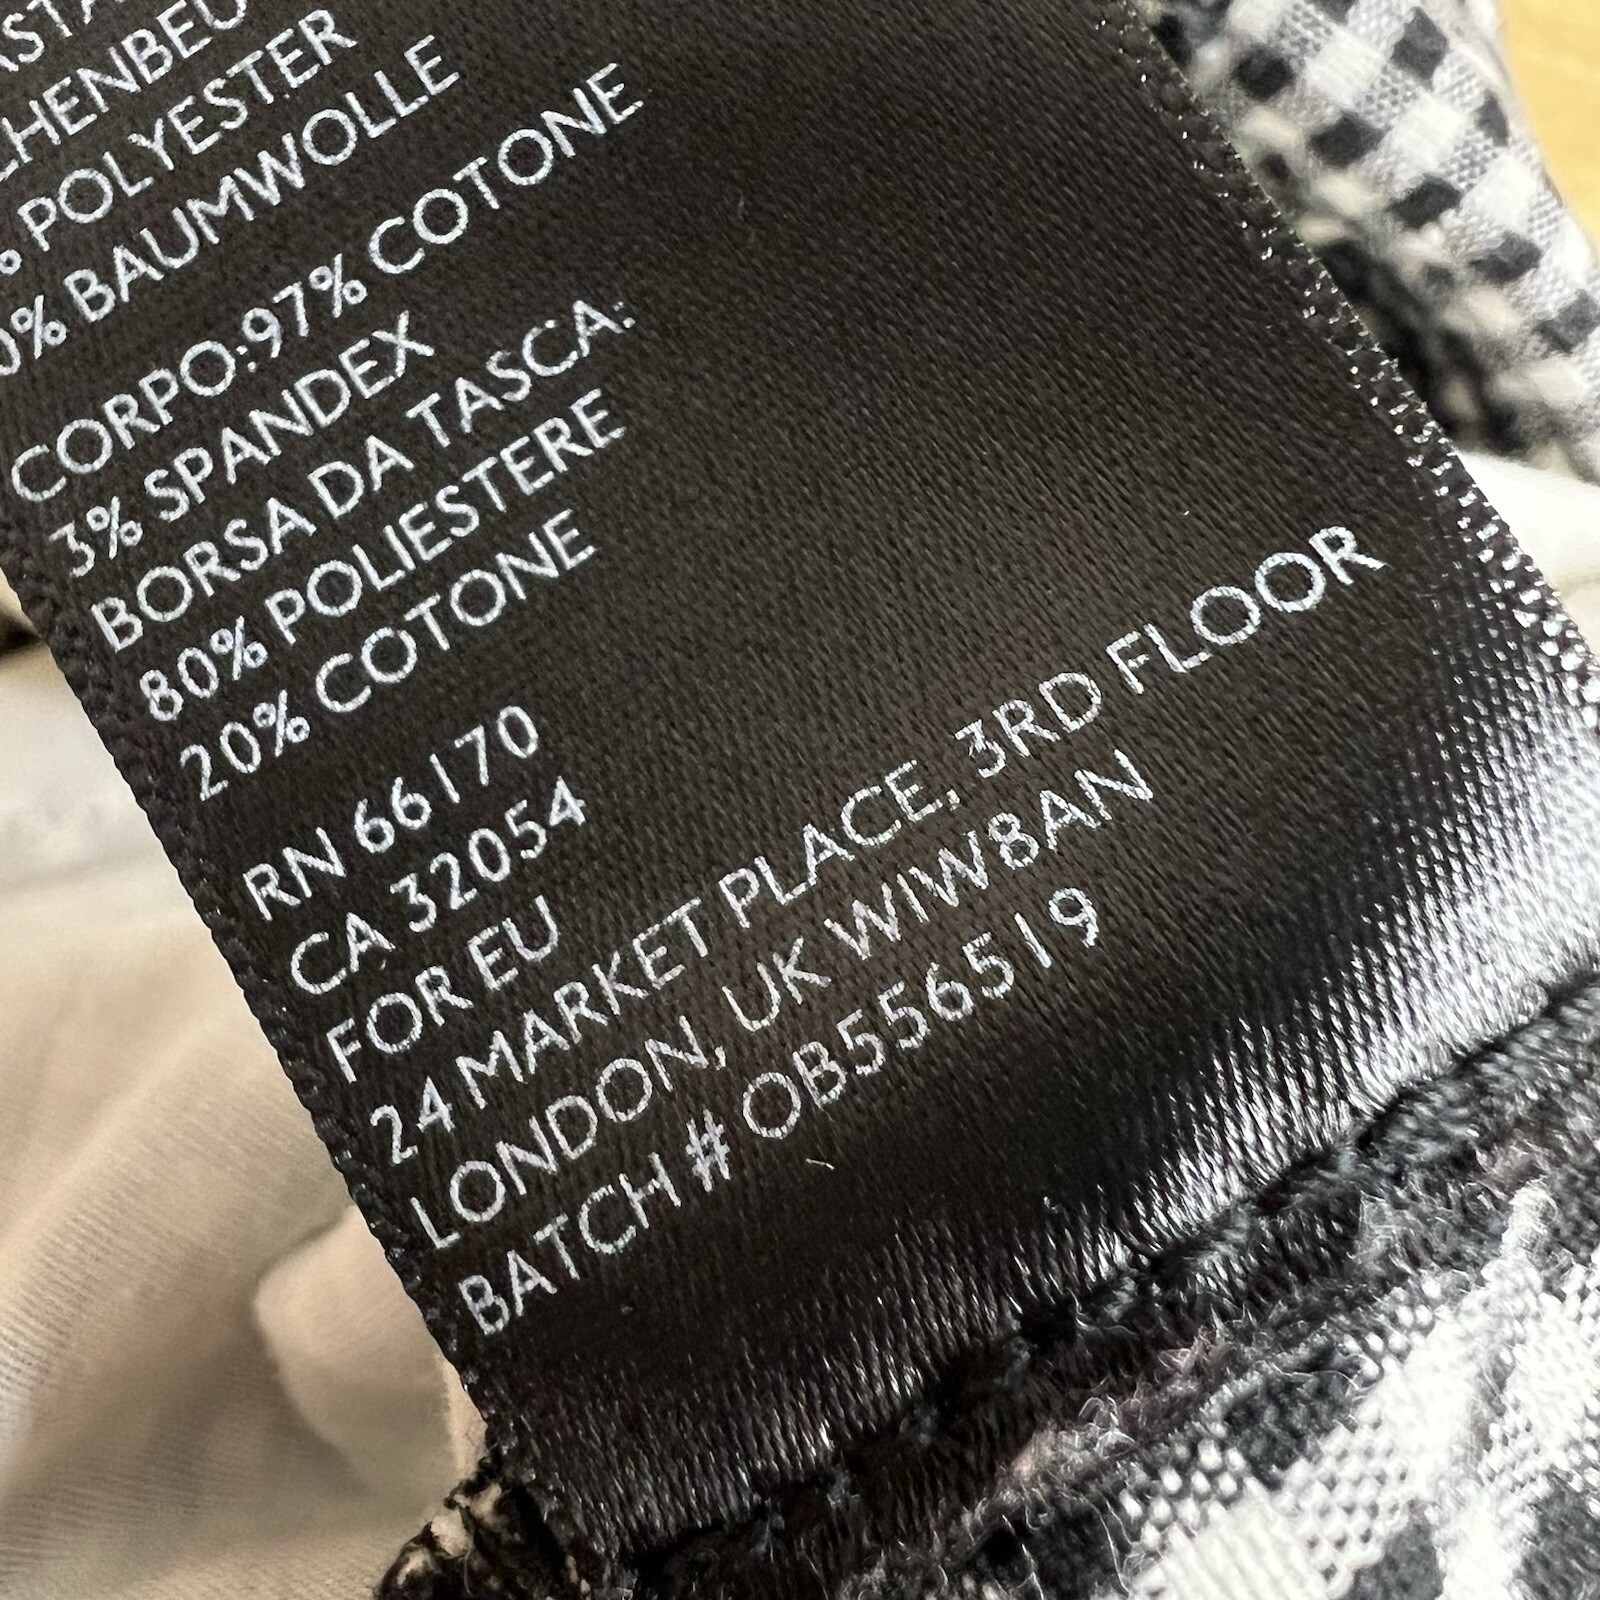 POLYESTER
BAUMWOLLE
CORPO:97% COTONE
3% SPANDEX
BORSA DA TASCA:
80% POLIESTERE
20% COTONE
RN 66170
CA 32054
FOR EU
24 MARKET PLACE, 3RD FLOOR
LONDON, UK W1W8AN
BATCH # OB556519